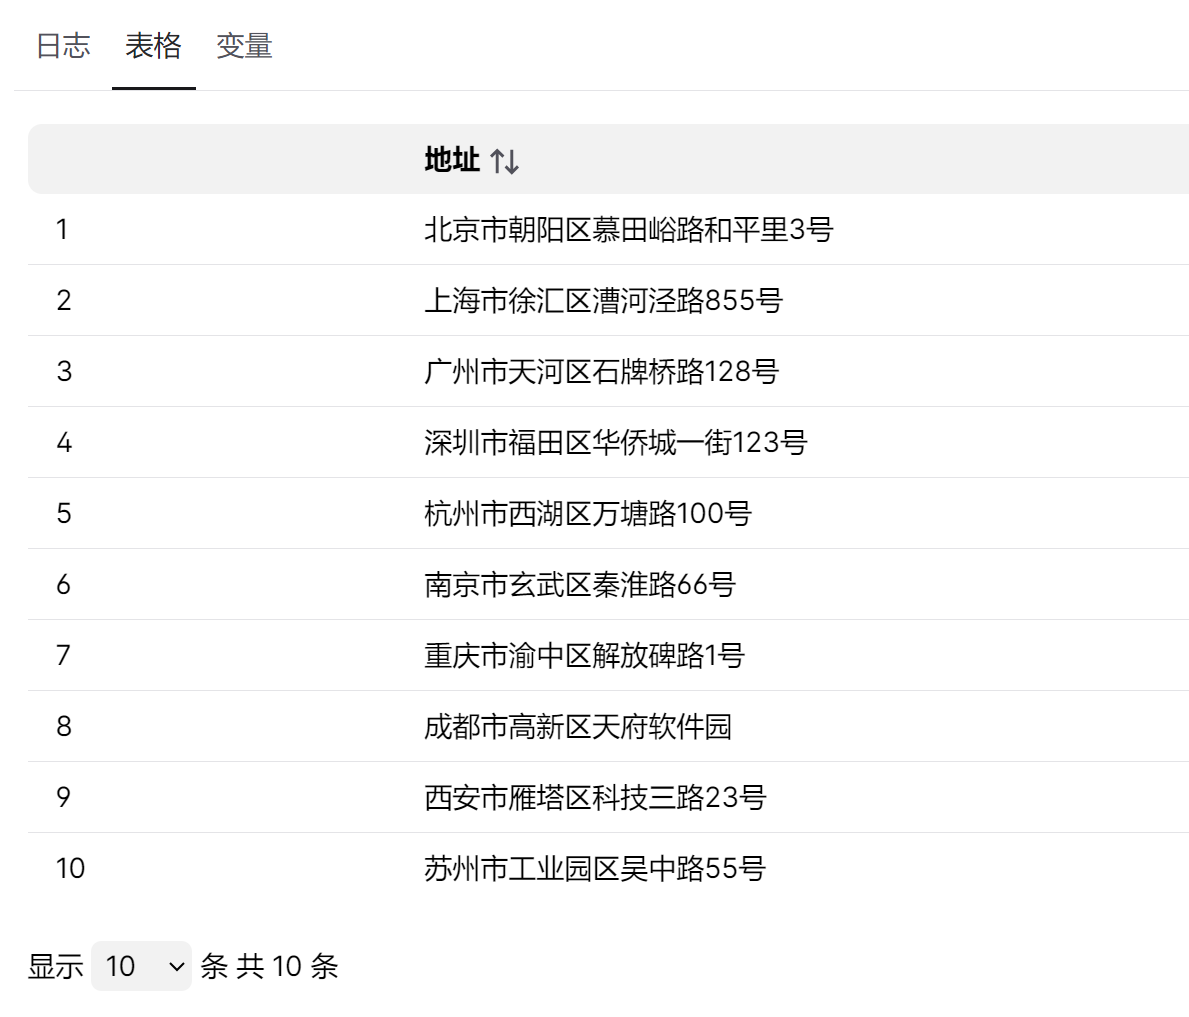 日志 表格 变量
地址
1 北京市朝阳区慕田峪路和平里3号
2 上海市徐汇区漕河泾路855号
3 广州市天河区石牌桥路128号
4 深圳市福田区华侨城一街123号
5 杭州市西湖区万塘路100号
6 南京市玄武区秦淮路66号
7 重庆市渝中区解放碑路1号
8 成都市高新区天府软件园
9 西安市雁塔区科技三路23号
10 苏州市工业园区吴中路55号
显示 10 条 共 10 条